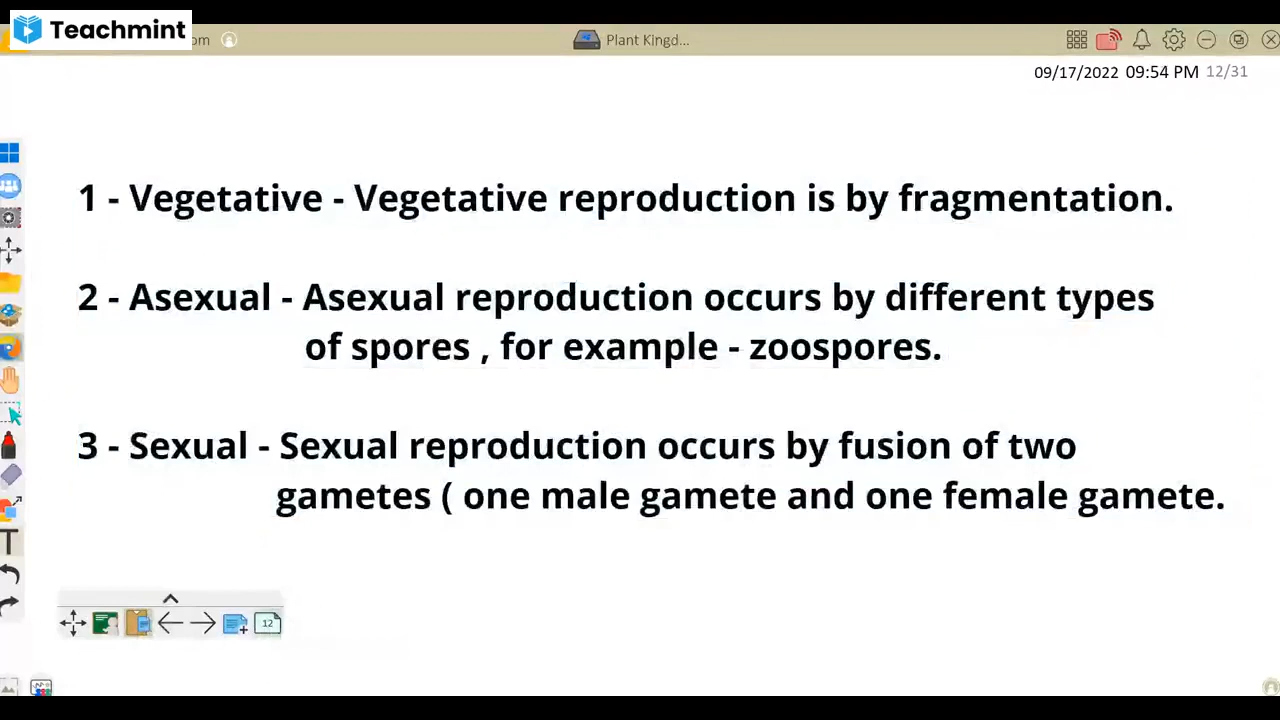 Teachmint
om
Plant Kingd...
09/17/2022 09:54 PM 12/31
1 - Vegetative - Vegetative reproduction is by fragmentation.
2 - Asexual - Asexual reproduction occurs by different types
of spores , for example - zoospores.
3 - Sexual - Sexual reproduction occurs by fusion of two
gametes ( one male gamete and one female gamete.
12